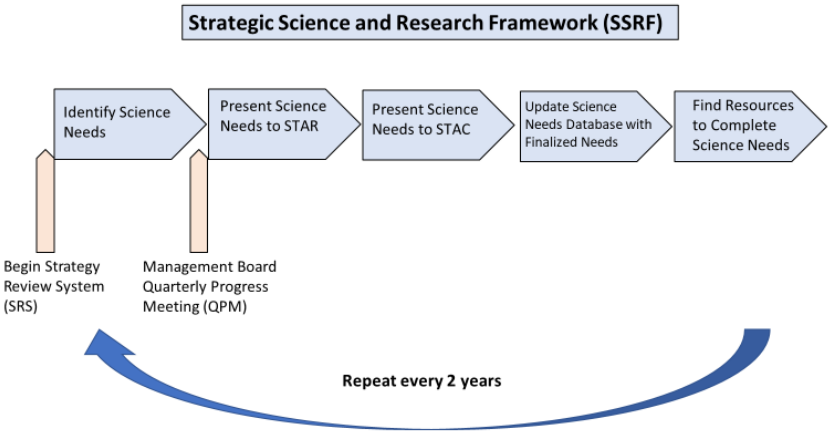 Strategic Science and Research Framework (SSRF)
Identify Science
Needs
Present Science
Needs to STAR
Present Science
Needs to STAC
Update Science
Needs Database with
Finalized Needs
Find Resources
to Complete
Science Needs
Begin Strategy
Review System
(SRS)
Management Board
Quarterly Progress
Meeting (QPM)
Repeat every 2 years